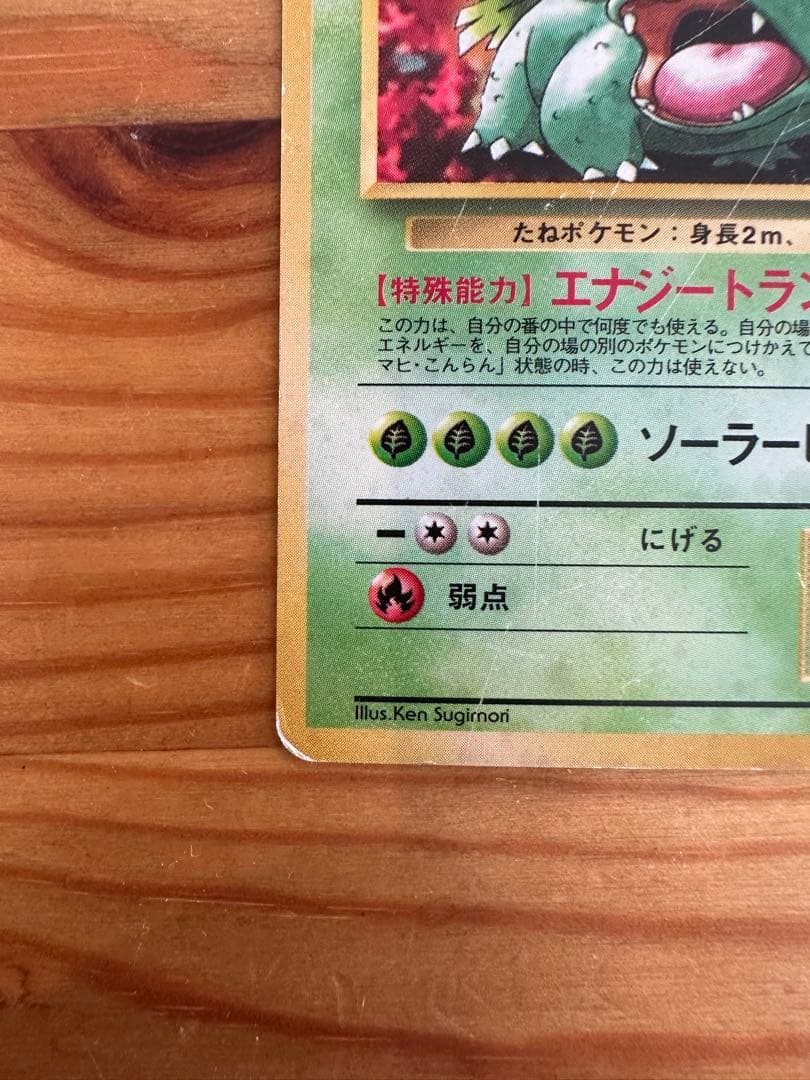 たねポケモン：身長2m、
【特殊能力】エナジートラン
この力は、自分の番の中で何度でも使える。自分の場
エネルギーを、自分の場の別のポケモンにつけかえて
マヒ・こんらん」状態の時、この力は使えない。
ソーラー
にげる
弱点
Illus.Ken Sugimori